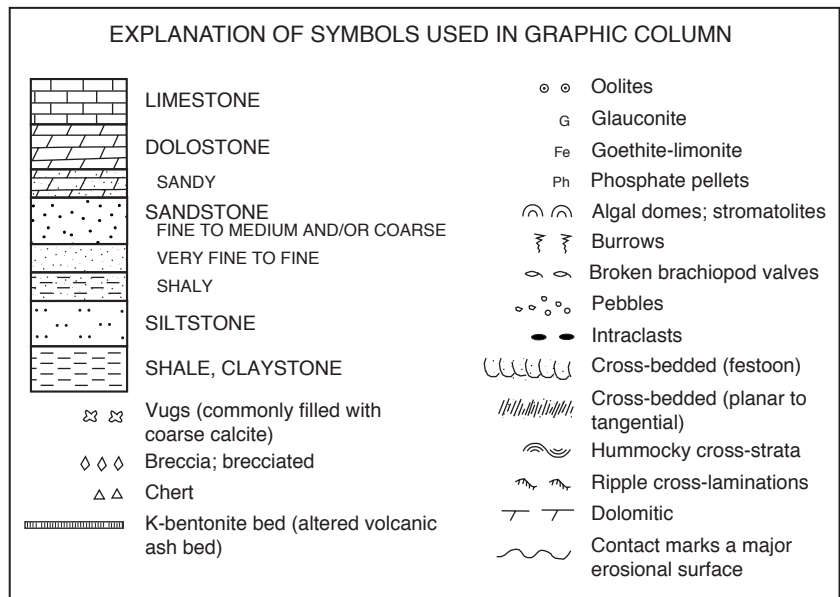 EXPLANATION OF SYMBOLS USED IN GRAPHIC COLUMN
LIMESTONE
DOLOSTONE
SANDY
SANDSTONE
FINE TO MEDIUM AND/OR COARSE
VERY FINE TO FINE
SHALY
SILTSTONE
SHALE, CLAYSTONE
Vugs (commonly filled with
coarse calcite)
Breccia; brecciated
Chert
K-bentonite bed (altered volcanic
ash bed)
Oolites
G Glauconite
Fe Goethite-limonite
Ph Phosphate pellets
Algal domes; stromatolites
Burrows
Broken brachiopod valves
Pebbles
Intraclasts
Cross-bedded (festoon)
Cross-bedded (planar to
tangential)
Hummocky cross-strata
Ripple cross-laminations
Dolomitic
Contact marks a major
erosional surface